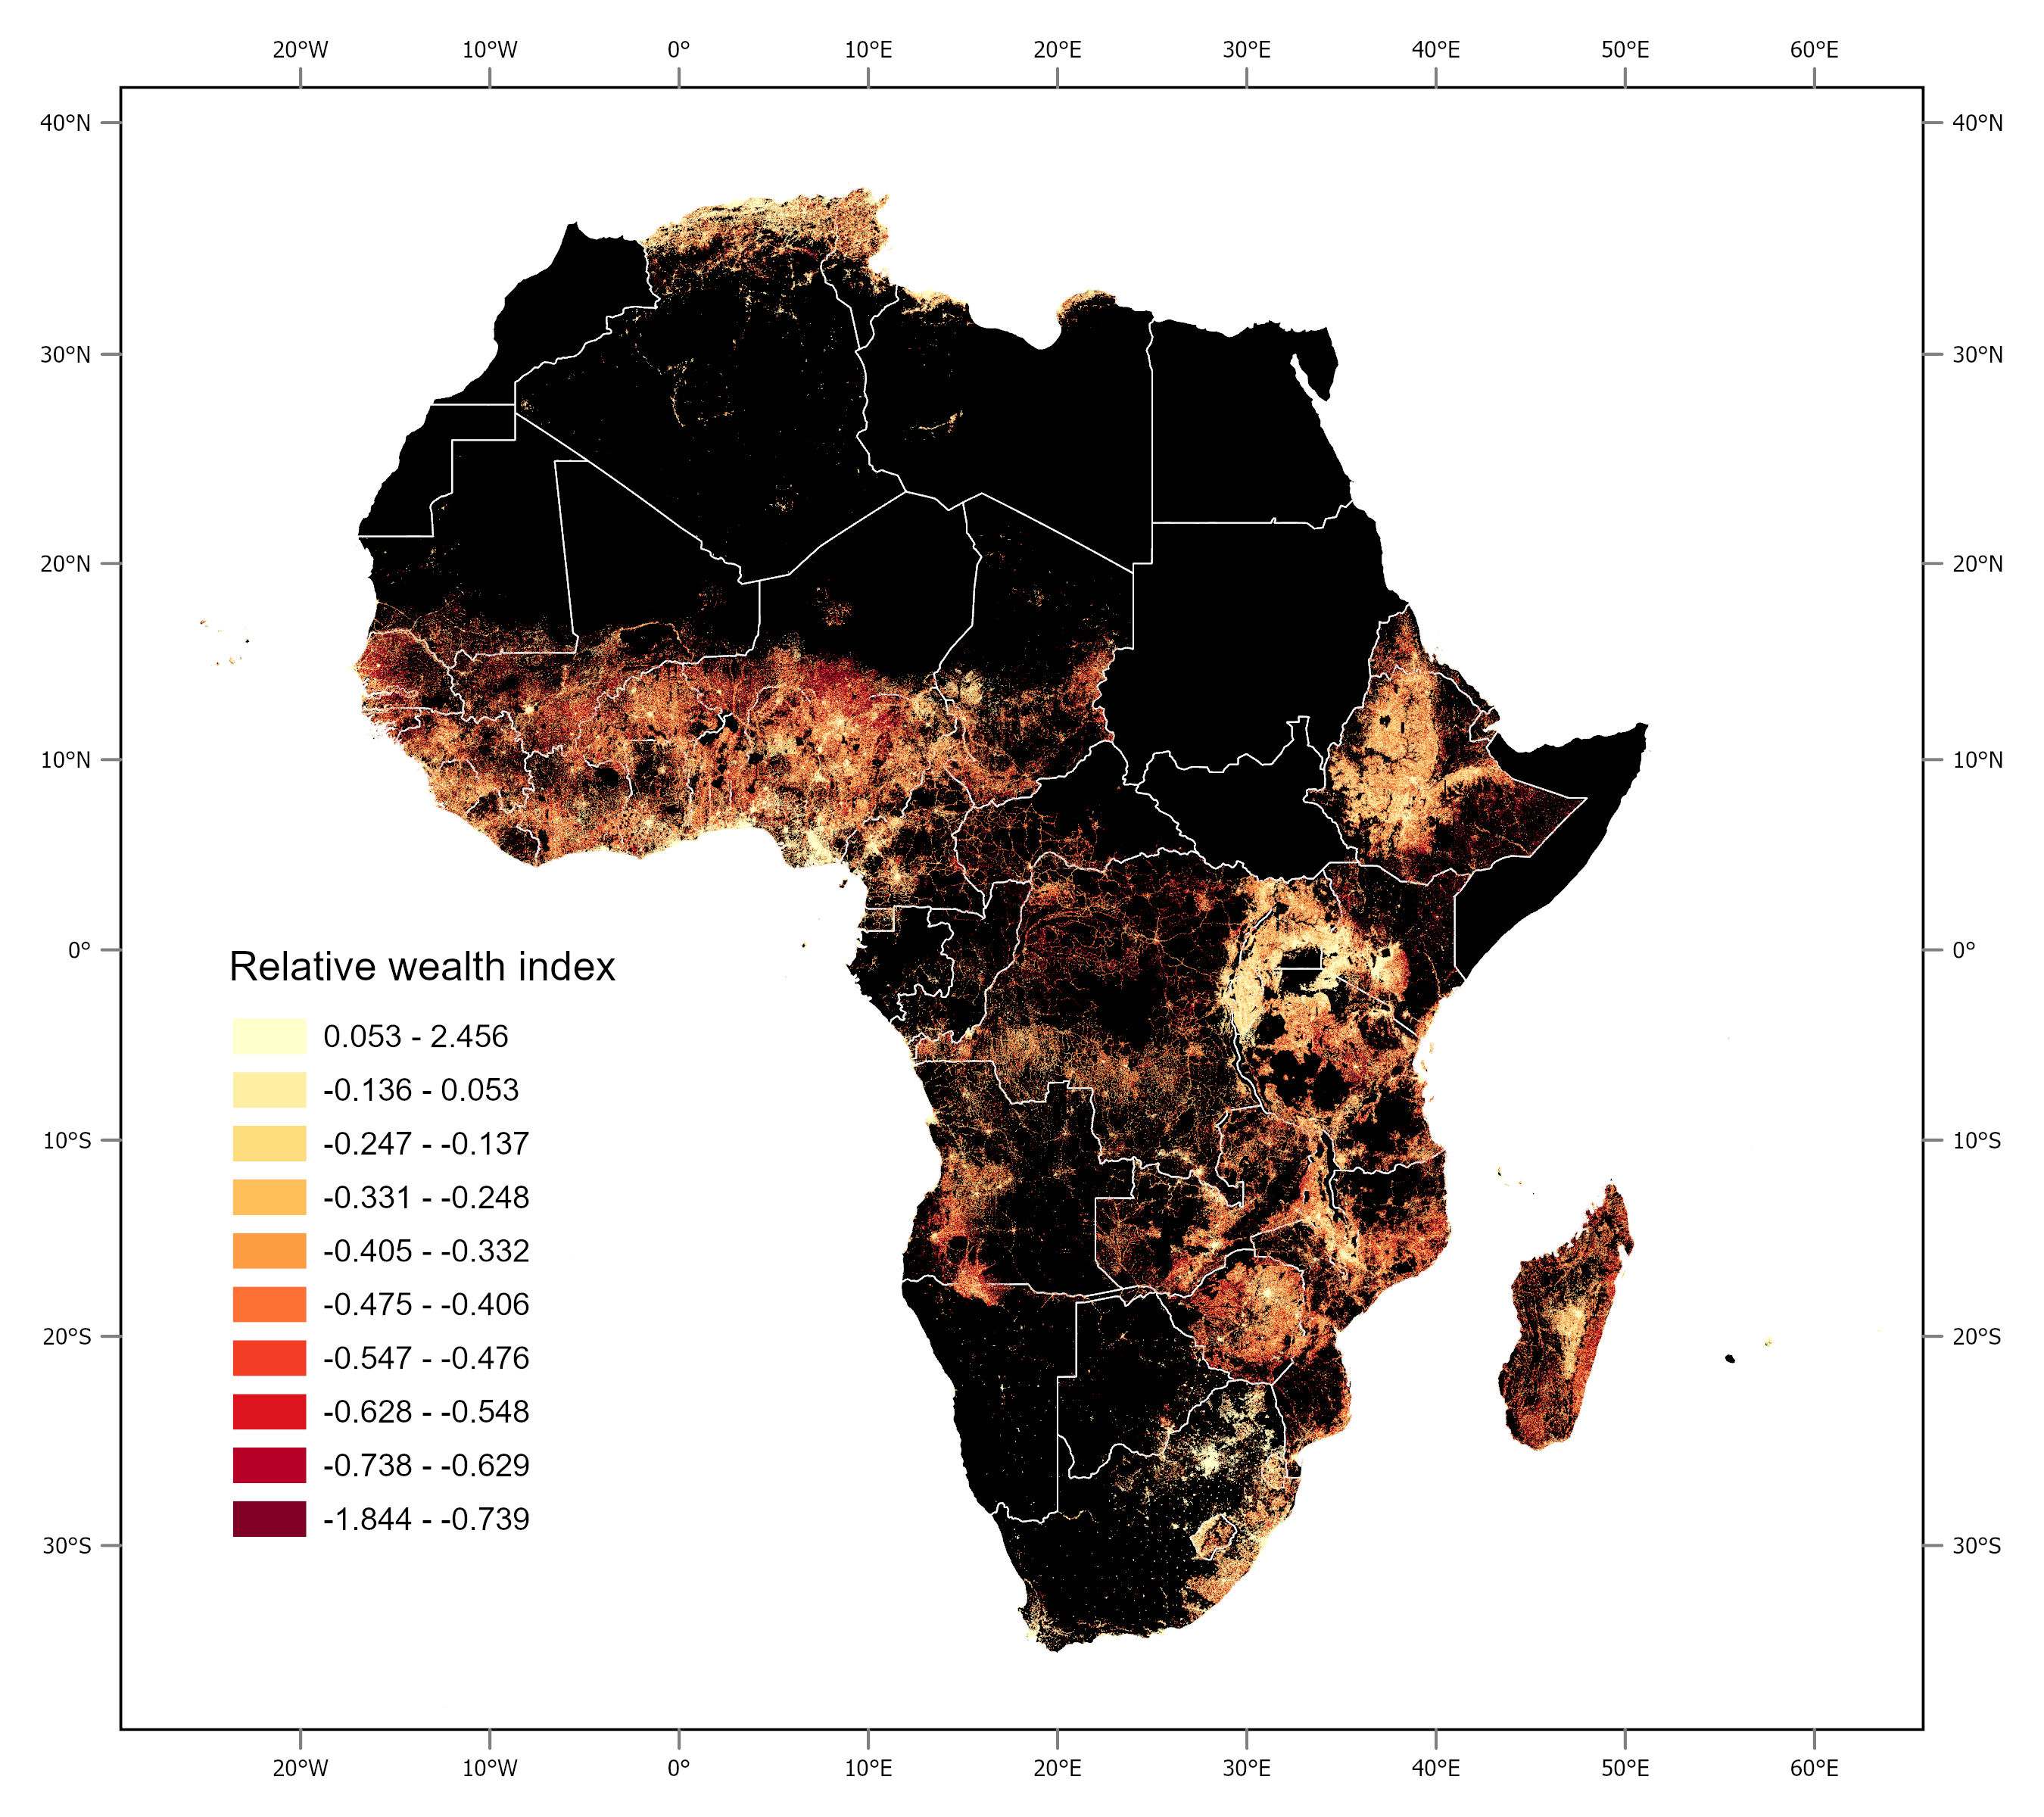 20°W 10°W 0° 10°E 20°E 30°E 40°E 50°E 60°E
40°N 40°N
30°N 30°N
20°N 20°N
10°N 10°N
0° 0°
Relative wealth index
0.053 - 2.456
-0.136 - 0.053
10°S 10°S
-0.247 - -0.137
-0.331 - -0.248
-0.405 - -0.332
-0.475 - -0.406
20°S 20°S
-0.547 - -0.476
-0.628 - -0.548
-0.738 - -0.629
-1.844 - -0.739
30°S 30°S
20°W 10°W 0° 10°E 20°E 30°E 40°E 50°E 60°E